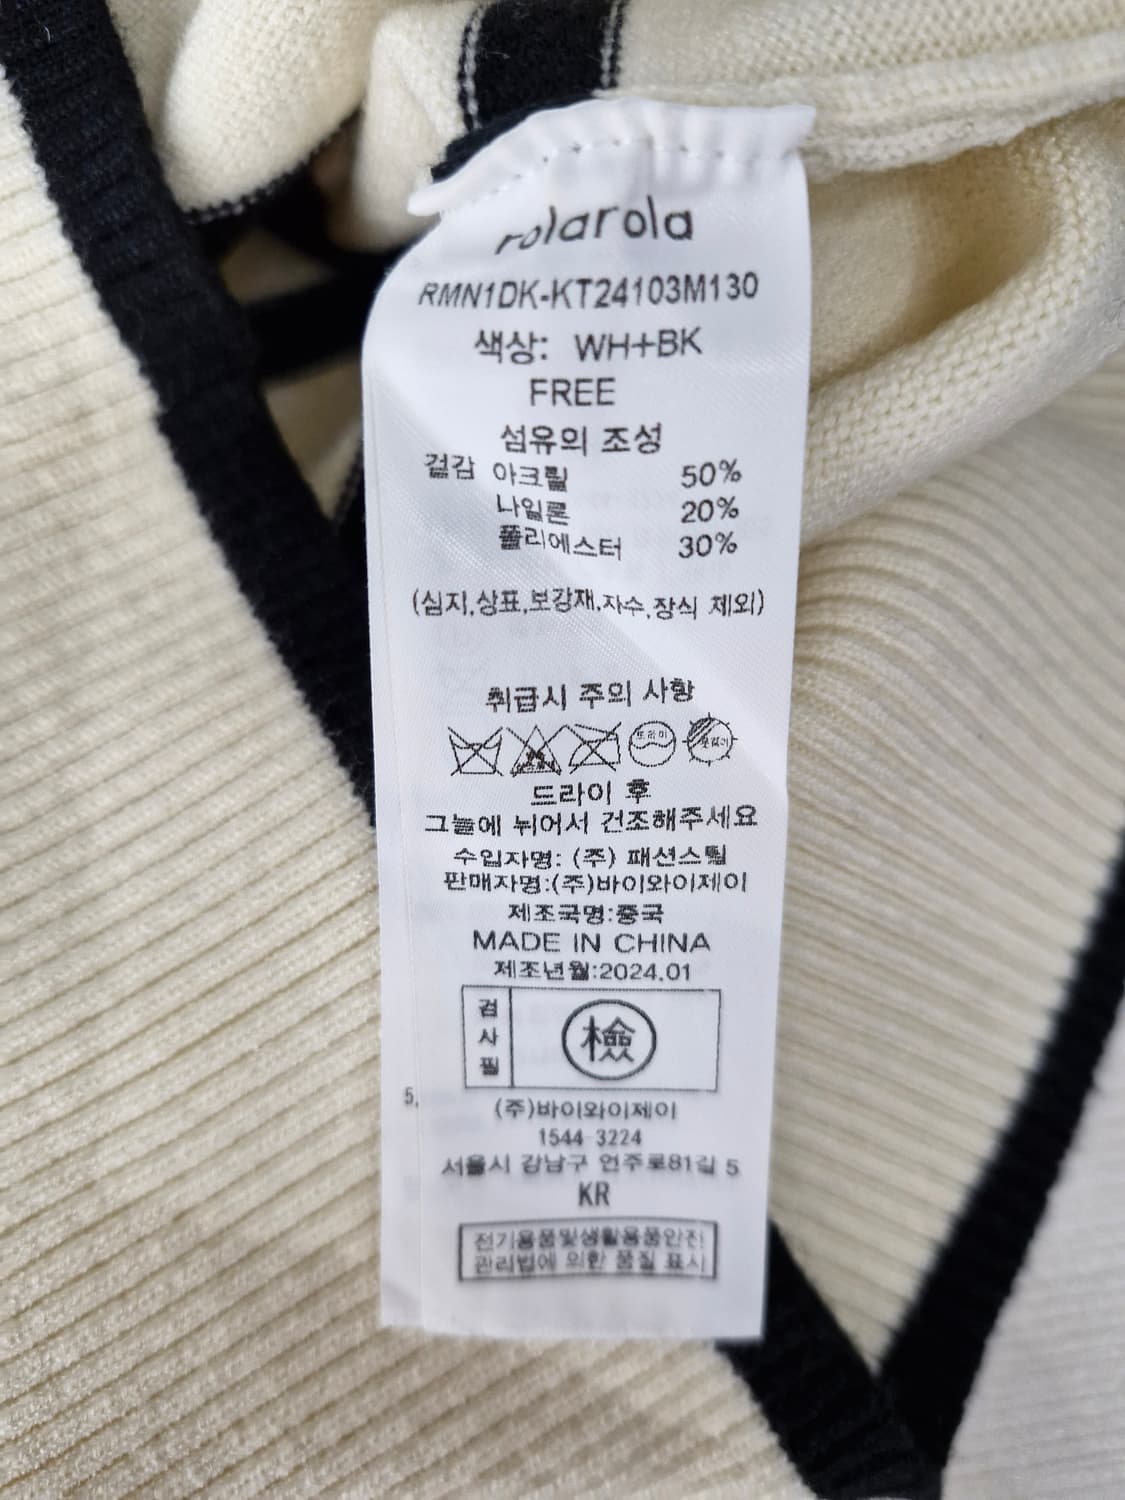 rolarola
RMN1DK-KT24103M130
색상: WH+BK
FREE
섬유의 조성
겉감 아크릴 50%
나일론 20%
폴리에스터 30%
(심지,상표,보강재,자수,장식 제외)
취급시 주의 사항
드라이
옷걸이
드라이 후
그늘에 뉘어서 건조해주세요
수입자명: (주) 패션스틸
판매자명:(주)바이와이제이
제조국명:중국
MADE IN CHINA
제조년월:2024.01
검사필
檢
(주)바이와이제이
1544 3224
서울시 강남구 언주로81길 5
KR
전기용품및생활용품안전
관리법에 의한 품질 표시